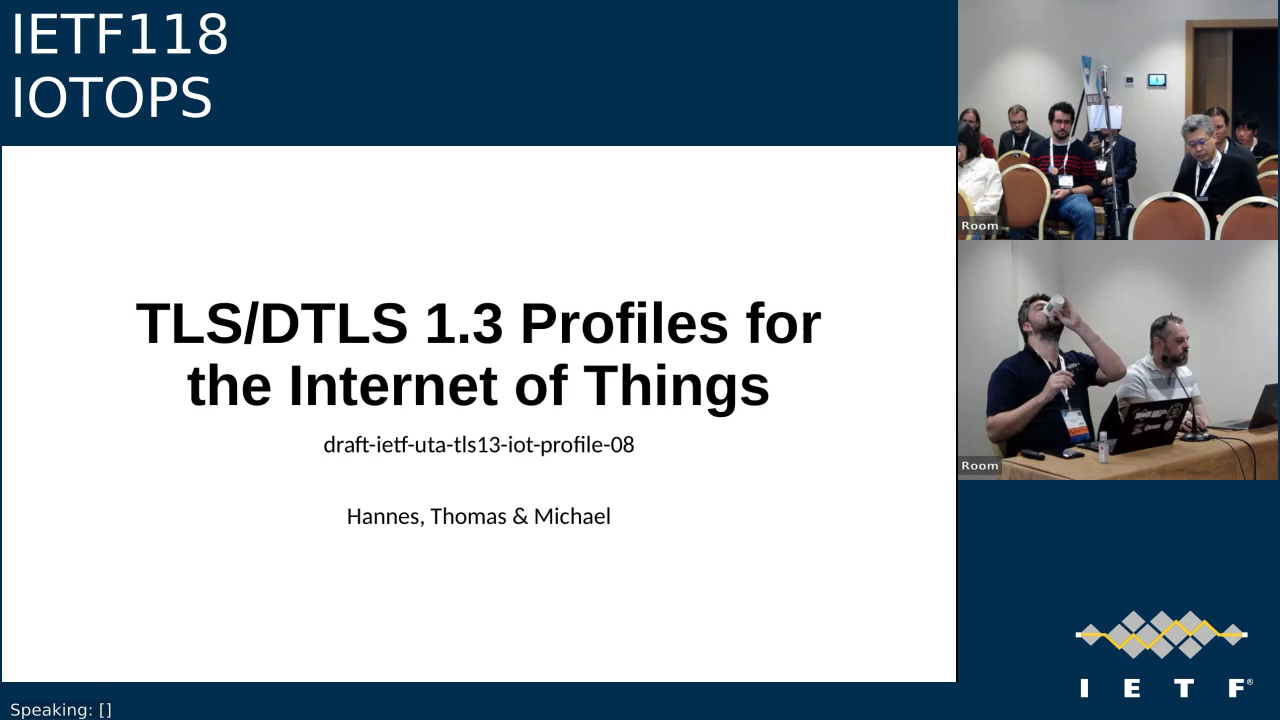 IETF118
IOTOPS
TLS/DTLS 1.3 Profiles for
the Internet of Things
draft-ietf-uta-tls13-iot-profile-08
Hannes, Thomas & Michael
Room
Room
I E T F®
Speaking: []